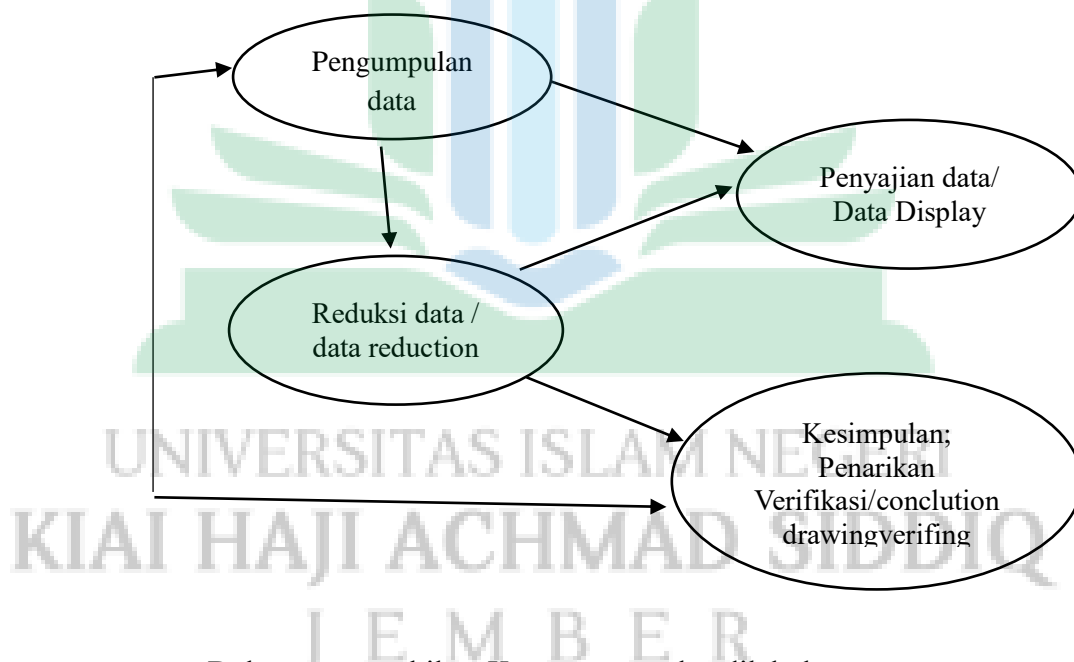 Pengumpulan
data
Penyajian data/
Data Display
Reduksi data /
data reduction
Kesimpulan;
Penarikan
Verifikasi/conclution
drawingverifing
UNIVERSITAS ISLAM NEGERI
KIAI HAJI ACHMAD SIDDIQ
JEMBER